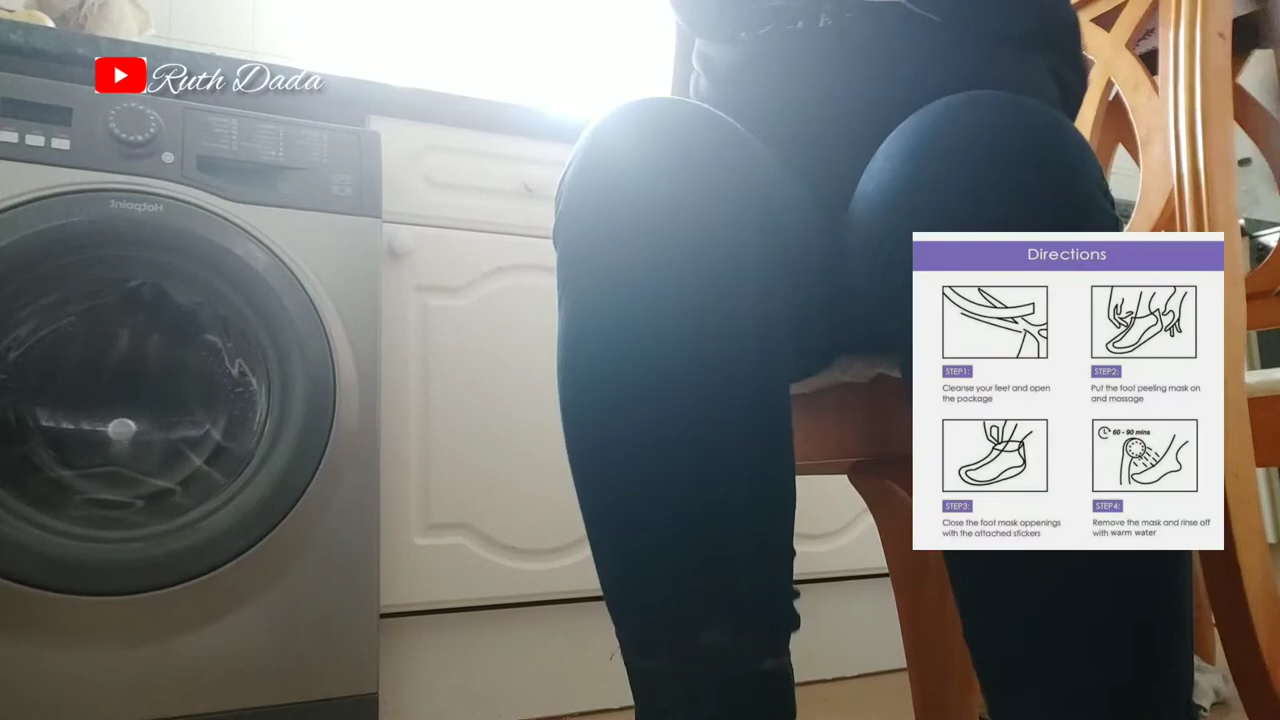 Ruth Dada
Hotpoint
Directions
STEP1:
Cleanse your feet and open
the package
STEP2:
Put the foot peeling mask on
and massage
STEP3:
Close the foot mask appenings
with the attached stickers
60 - 90 mins
STEP4:
Remove the mask and rinse off
with warm water